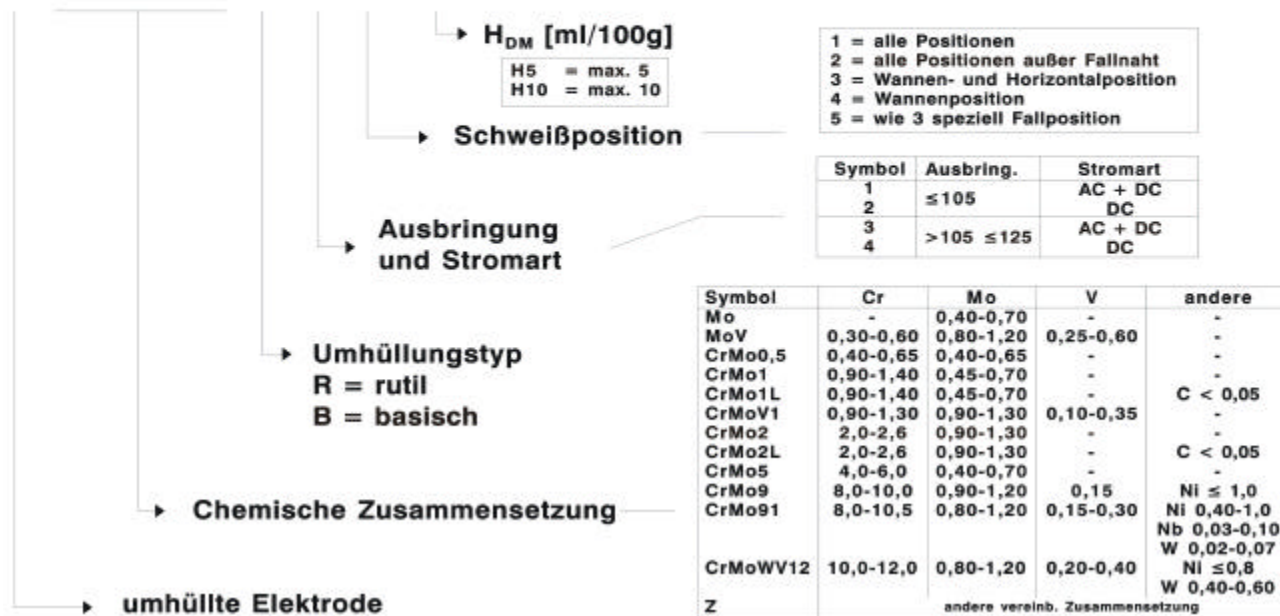 H_DM [ml/100g]
H5 = max. 5
H10 = max. 10
1 = alle Positionen
2 = alle Positionen außer Fallnaht
3 = Wannen- und Horizontalposition
4 = Wannenposition
5 = wie 3 speziell Fallposition
Schweißposition
Symbol Ausbring. Stromart
1 ≤105 AC + DC
2 DC
3 >105 ≤125 AC + DC
4 DC
Ausbringung
und Stromart
Umhüllungstyp
R = rutil
B = basisch
Symbol Cr Mo V andere
Mo - 0,40-0,70 - -
MoV 0,30-0,60 0,80-1,20 0,25-0,60 -
CrMo0,5 0,40-0,65 0,40-0,65 - -
CrMo1 0,90-1,40 0,45-0,70 - -
CrMo1L 0,90-1,40 0,45-0,70 - C < 0,05
CrMoV1 0,90-1,30 0,90-1,30 0,10-0,35 -
CrMo2 2,0-2,6 0,90-1,30 - -
CrMo2L 2,0-2,6 0,90-1,30 - C < 0,05
CrMo5 4,0-6,0 0,40-0,70 - -
CrMo9 8,0-10,0 0,90-1,20 0,15 Ni ≤ 1,0
CrMo91 8,0-10,5 0,80-1,20 0,15-0,30 Ni 0,40-1,0
Nb 0,03-0,10
W 0,02-0,07
CrMoWV12 10,0-12,0 0,80-1,20 0,20-0,40 Ni ≤0,8
W 0,40-0,60
Z andere vereinb. Zusammensetzung
Chemische Zusammensetzung
umhüllte Elektrode